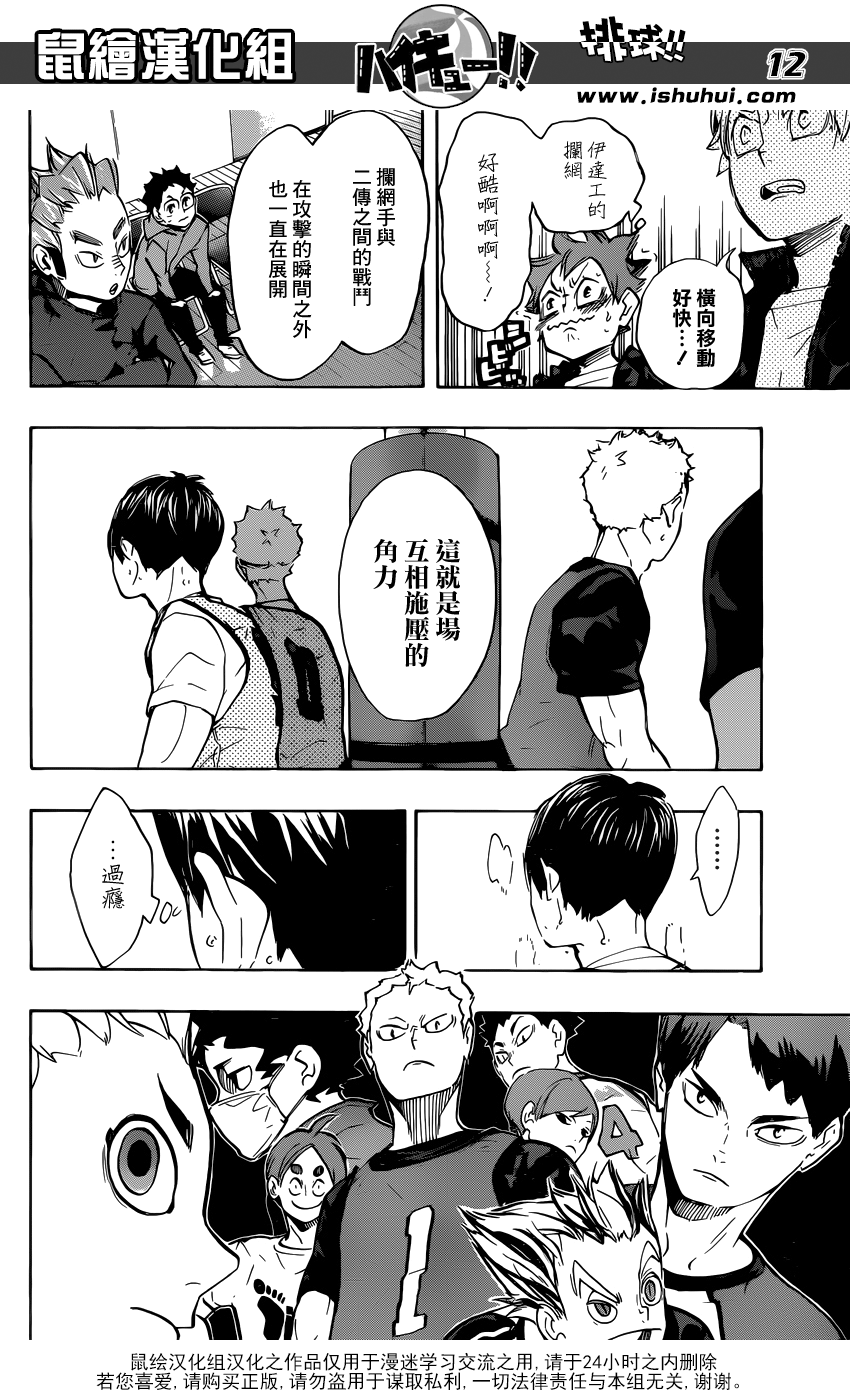 鼠繪漢化組
ハイキュー!!
排球!!
12
www.ishuhui.com
橫向移動
好快…!
伊達工的
攔網
好酷啊啊啊~~!
ビシ
ビビ
攔網手與
二傳之間的戰鬥
在攻擊的瞬間之外
也一直在展開
這就是場
互相施壓的
角力
……
…過癮
1
4
鼠绘汉化组汉化之作品仅用于漫迷学习交流之用,请于24小时之内删除
若您喜爱,请购买正版,请勿盗用于谋取私利,一切法律责任与本组无关,谢谢。